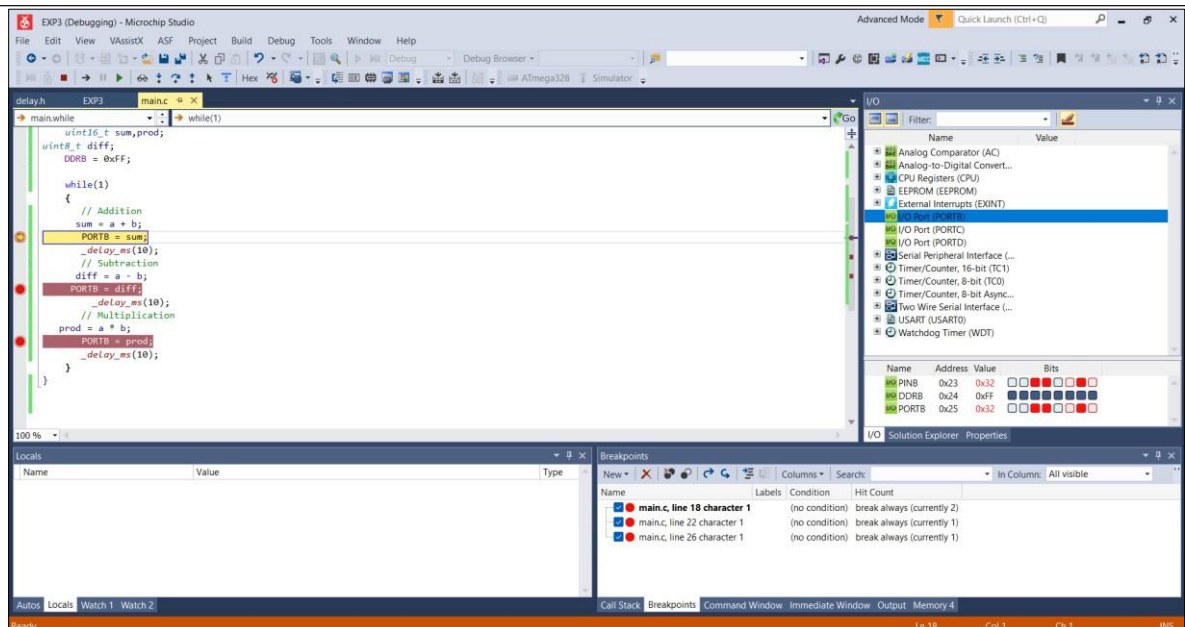 EXP3 (Debugging) - Microchip Studio
Advanced Mode Quick Launch (Ctrl+Q)
File Edit View VAssistX ASF Project Build Debug Tools Window Help
Debug Debug Browser
Hex ATmega328 Simulator
delay.h EXP3 main.c
main.while while(1) Go
uint16_t sum,prod;
uint8_t diff;
DDRB = 0xFF;
while(1)
{
// Addition
sum = a + b;
PORTB = sum;
_delay_ms(10);
// Subtraction
diff = a - b;
PORTB = diff;
_delay_ms(10);
// Multiplication
prod = a * b;
PORTB = prod;
_delay_ms(10);
}
}
100 %
I/O
Filter:
Name Value
Analog Comparator (AC)
Analog-to-Digital Convert...
CPU Registers (CPU)
EEPROM (EEPROM)
External Interrupts (EXINT)
I/O Port (PORTB)
I/O Port (PORTC)
I/O Port (PORTD)
Serial Peripheral Interface (...
Timer/Counter, 16-bit (TC1)
Timer/Counter, 8-bit (TC0)
Timer/Counter, 8-bit Async...
Two Wire Serial Interface (...
USART (USART0)
Watchdog Timer (WDT)
Name Address Value Bits
I/O PINB 0x23 0x32
I/O DDRB 0x24 0xFF
I/O PORTB 0x25 0x32
I/O Solution Explorer Properties
Locals
Name Value Type
Autos Locals Watch 1 Watch 2
Breakpoints
New Columns Search: In Column: All visible
Name Labels Condition Hit Count
main.c, line 18 character 1 (no condition) break always (currently 2)
main.c, line 22 character 1 (no condition) break always (currently 1)
main.c, line 26 character 1 (no condition) break always (currently 1)
Call Stack Breakpoints Command Window Immediate Window Output Memory 4
Ready Ln 18 Col 1 Ch 1 INS